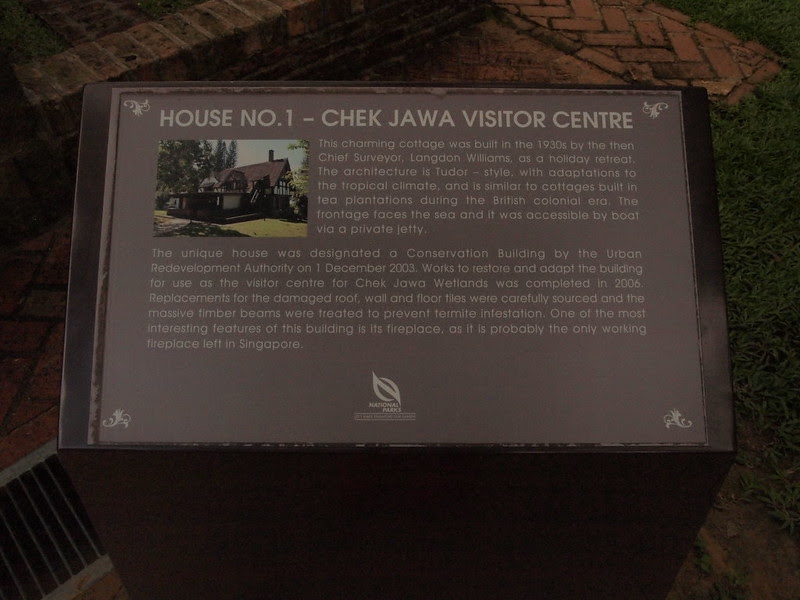 HOUSE NO.1 – CHEK JAWA VISITOR CENTRE
This charming cottage was built in the 1930s by the then
Chief Surveyor, Langdon Williams, as a holiday retreat.
The architecture is Tudor – style, with adaptations to
the tropical climate, and is similar to cottages built in
tea plantations during the British colonial era. The
frontage faces the sea and it was accessible by boat
via a private jetty.
The unique house was designated a Conservation Building by the Urban
Redevelopment Authority on 1 December 2003. Works to restore and adapt the building
for use as the visitor centre for Chek Jawa Wetlands was completed in 2006.
Replacements for the damaged roof, wall and floor tiles were carefully sourced and the
massive timber beams were treated to prevent termite infestation. One of the most
interesting features of this building is its fireplace, as it is probably the only working
fireplace left in Singapore.
NATIONAL
PARKS